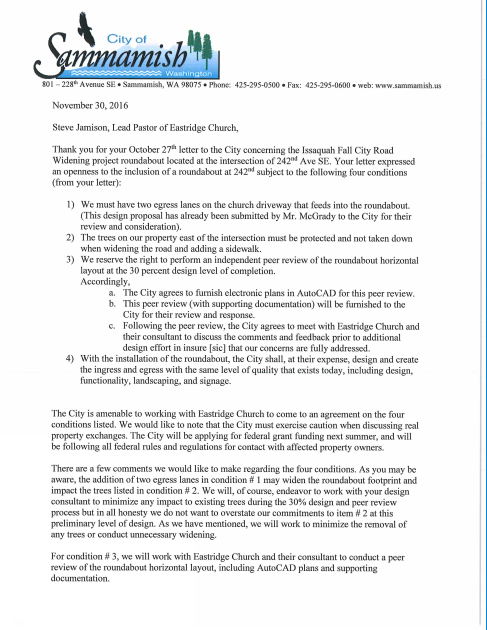 City of
Sammamish
Washington
801 – 228th Avenue SE • Sammamish, WA 98075 • Phone: 425-295-0500 • Fax: 425-295-0600 • web: www.sammamish.us
November 30, 2016
Steve Jamison, Lead Pastor of Eastridge Church,
Thank you for your October 27th letter to the City concerning the Issaquah Fall City Road
Widening project roundabout located at the intersection of 242nd Ave SE. Your letter expressed
an openness to the inclusion of a roundabout at 242nd subject to the following four conditions
(from your letter):
1) We must have two egress lanes on the church driveway that feeds into the roundabout.
(This design proposal has already been submitted by Mr. McGrady to the City for their
review and consideration).
2) The trees on our property east of the intersection must be protected and not taken down
when widening the road and adding a sidewalk.
3) We reserve the right to perform an independent peer review of the roundabout horizontal
layout at the 30 percent design level of completion.
Accordingly,
a. The City agrees to furnish electronic plans in AutoCAD for this peer review.
b. This peer review (with supporting documentation) will be furnished to the
City for their review and response.
c. Following the peer review, the City agrees to meet with Eastridge Church and
their consultant to discuss the comments and feedback prior to additional
design effort in insure [sic] that our concerns are fully addressed.
4) With the installation of the roundabout, the City shall, at their expense, design and create
the ingress and egress with the same level of quality that exists today, including design,
functionality, landscaping, and signage.
The City is amenable to working with Eastridge Church to come to an agreement on the four
conditions listed. We would like to note that the City must exercise caution when discussing real
property exchanges. The City will be applying for federal grant funding next summer, and will
be following all federal rules and regulations for contact with affected property owners.
There are a few comments we would like to make regarding the four conditions. As you may be
aware, the addition of two egress lanes in condition # 1 may widen the roundabout footprint and
impact the trees listed in condition # 2. We will, of course, endeavor to work with your design
consultant to minimize any impact to existing trees during the 30% design and peer review
process but in all honesty we do not want to overstate our commitments to item # 2 at this
preliminary level of design. As we have mentioned, we will work to minimize the removal of
any trees or conduct unnecessary widening.
For condition # 3, we will work with Eastridge Church and their consultant to conduct a peer
review of the roundabout horizontal layout, including AutoCAD plans and supporting
documentation.